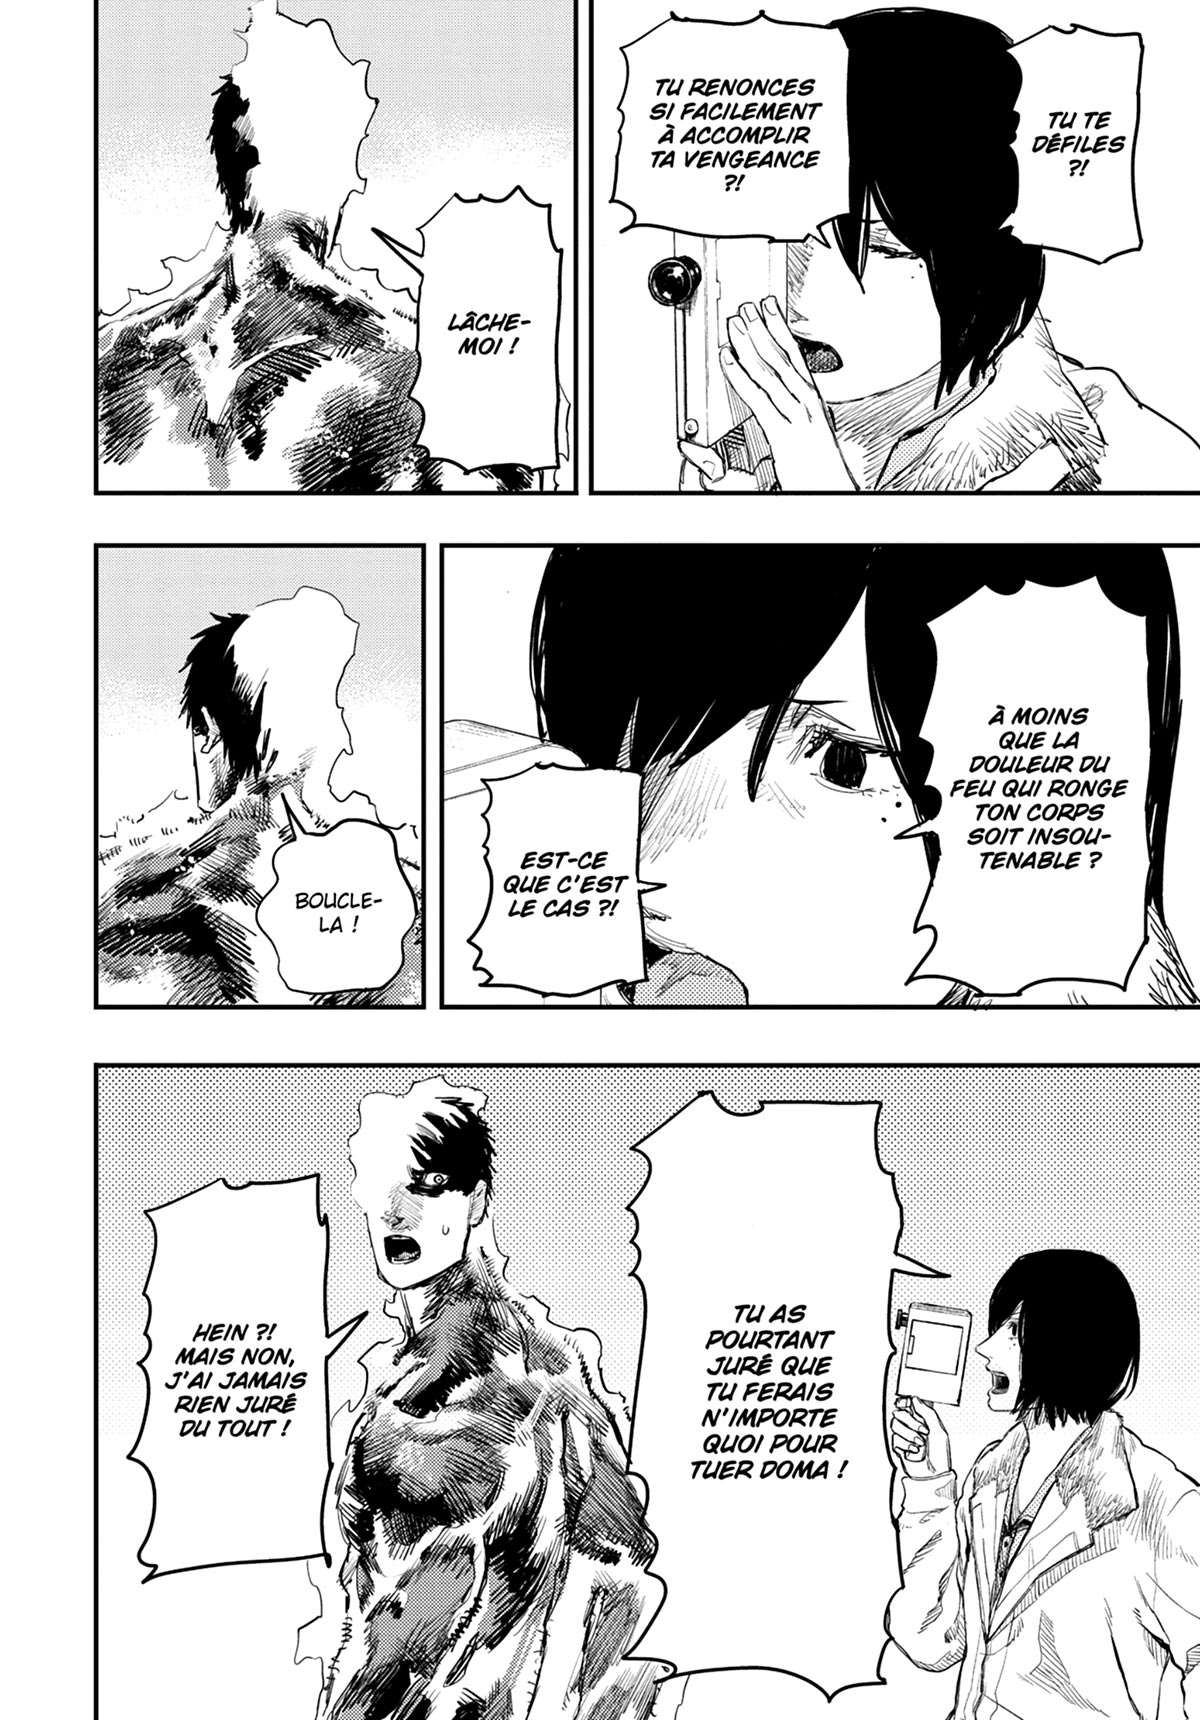 TU TE
DÉFILES
?!
TU RENONCES
SI FACILEMENT
À ACCOMPLIR
TA VENGEANCE
?!
LÂCHE-
MOI !
À MOINS
QUE LA
DOULEUR DU
FEU QUI RONGE
TON CORPS
SOIT INSOU-
TENABLE ?
EST-CE
QUE C'EST
LE CAS ?!
BOUCLE-
LA !
TU AS
POURTANT
JURÉ QUE
TU FERAIS
N'IMPORTE
QUOI POUR
TUER DOMA !
HEIN ?!
MAIS NON,
J'AI JAMAIS
RIEN JURÉ
DU TOUT !